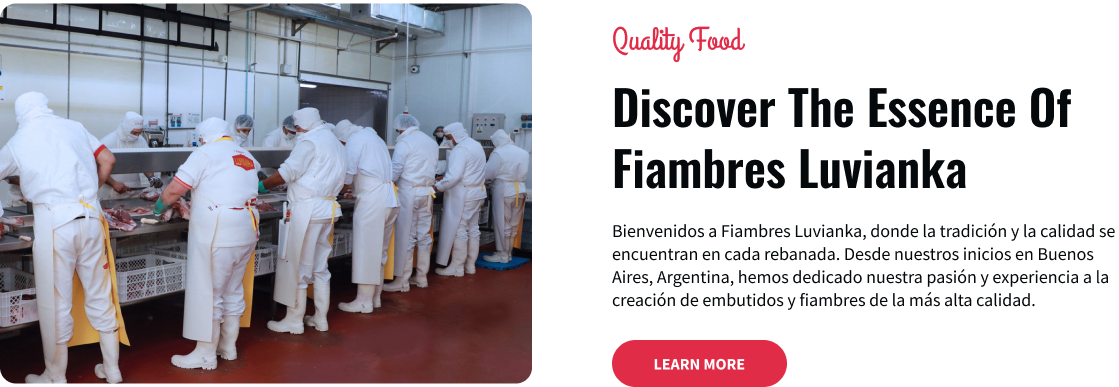 Quality Food
Discover The Essence Of
Fiambres Luvianka
Bienvenidos a Fiambres Luvianka, donde la tradición y la calidad se
encuentran en cada rebanada. Desde nuestros inicios en Buenos
Aires, Argentina, hemos dedicado nuestra pasión y experiencia a la
creación de embutidos y fiambres de la más alta calidad.
LEARN MORE